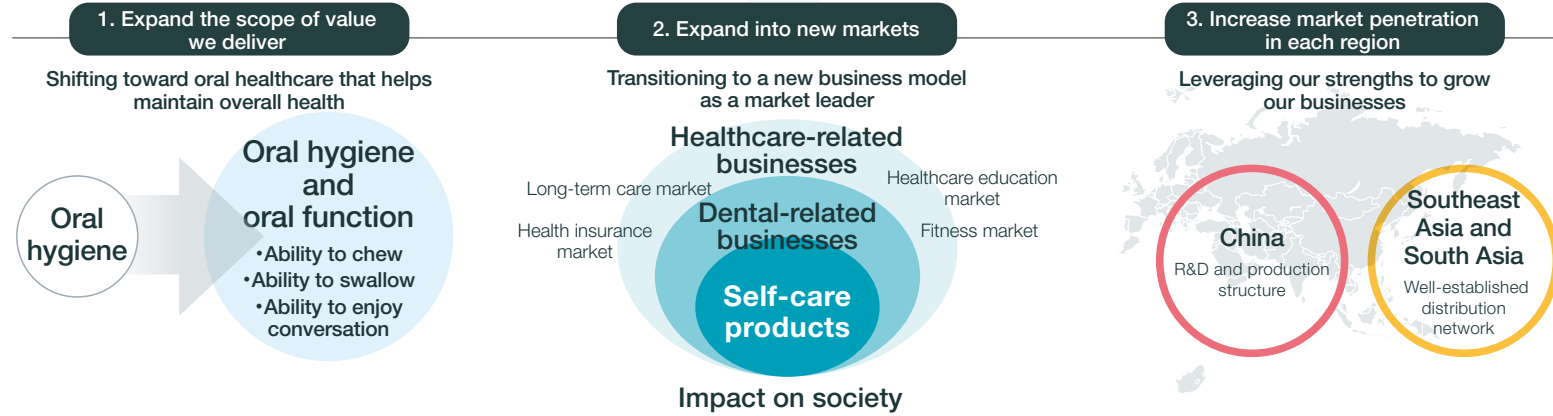 1. Expand the scope of value
we deliver
Shifting toward oral healthcare that helps
maintain overall health
Oral
hygiene
Oral hygiene
and
oral function
•Ability to chew
•Ability to swallow
•Ability to enjoy
conversation
2. Expand into new markets
Transitioning to a new business model
as a market leader
Healthcare-related
businesses
Long-term care market
Healthcare education
market
Health insurance
market
Fitness market
Dental-related
businesses
Self-care
products
Impact on society
3. Increase market penetration
in each region
Leveraging our strengths to grow
our businesses
China
R&D and production
structure
Southeast
Asia and
South Asia
Well-established
distribution
network